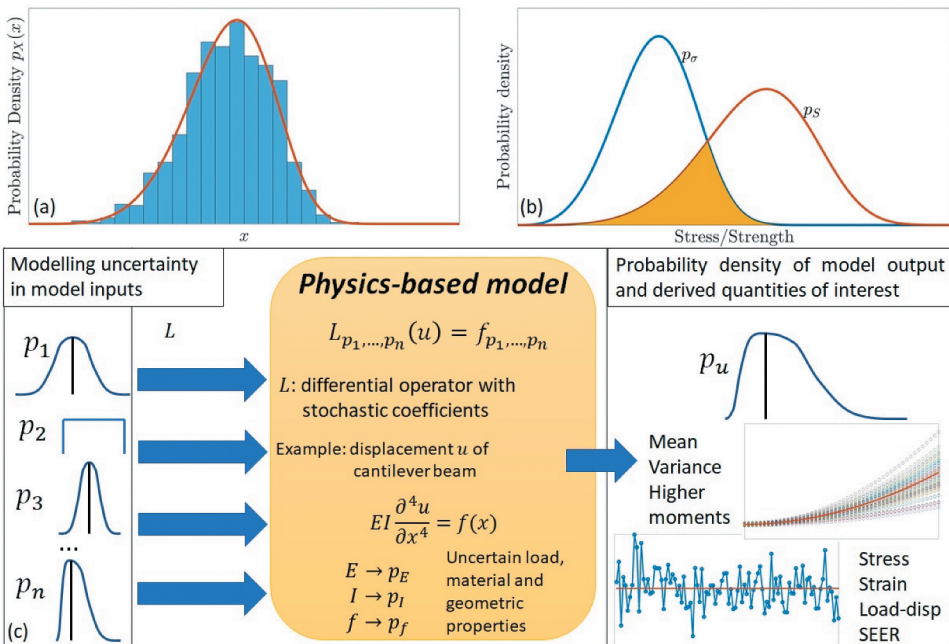 Probability Density p_X(x)
(a)
x
Probability density
p_σ
p_S
(b)
Stress/Strength
Modelling uncertainty
in model inputs
p_1
p_2
p_3
...
p_n
(c)
L
Physics-based model
L_{p_1,...,p_n}(u) = f_{p_1,...,p_n}
L: differential operator with
stochastic coefficients
Example: displacement u of
cantilever beam
EI ∂⁴u/∂x⁴ = f(x)
E → p_E
I → p_I
f → p_f
Uncertain load,
material and
geometric
properties
Probability density of model output
and derived quantities of interest
p_u
Mean
Variance
Higher
moments
Stress
Strain
Load-disp
SEER